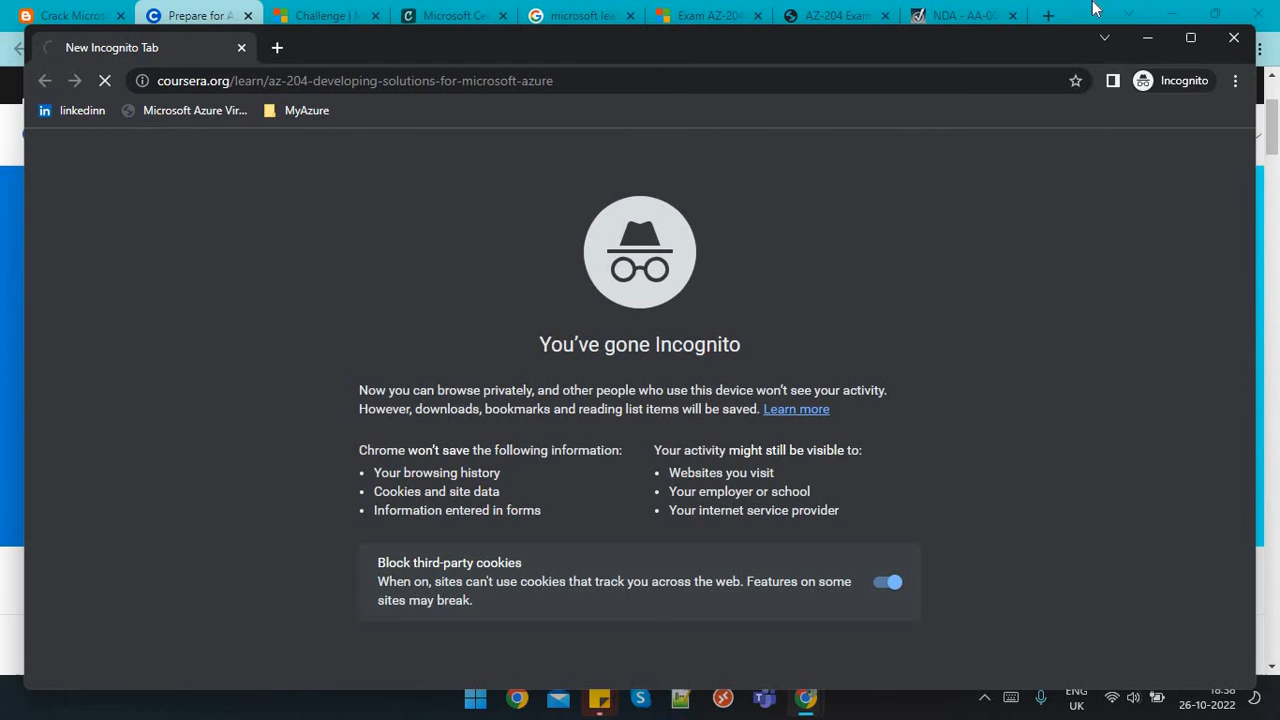 Crack Micros
Prepare for A
Challenge | M
Microsoft Ce
microsoft lea
Exam AZ-204
AZ-204 Exam
NDA - AA-00
New Incognito Tab
coursera.org/learn/az-204-developing-solutions-for-microsoft-azure
Incognito
linkedinn
Microsoft Azure Vir...
MyAzure
You've gone Incognito
Now you can browse privately, and other people who use this device won't see your activity.
However, downloads, bookmarks and reading list items will be saved. Learn more
Chrome won't save the following information:
• Your browsing history
• Cookies and site data
• Information entered in forms
Your activity might still be visible to:
• Websites you visit
• Your employer or school
• Your internet service provider
Block third-party cookies
When on, sites can't use cookies that track you across the web. Features on some
sites may break.
ENG
UK
26-10-2022